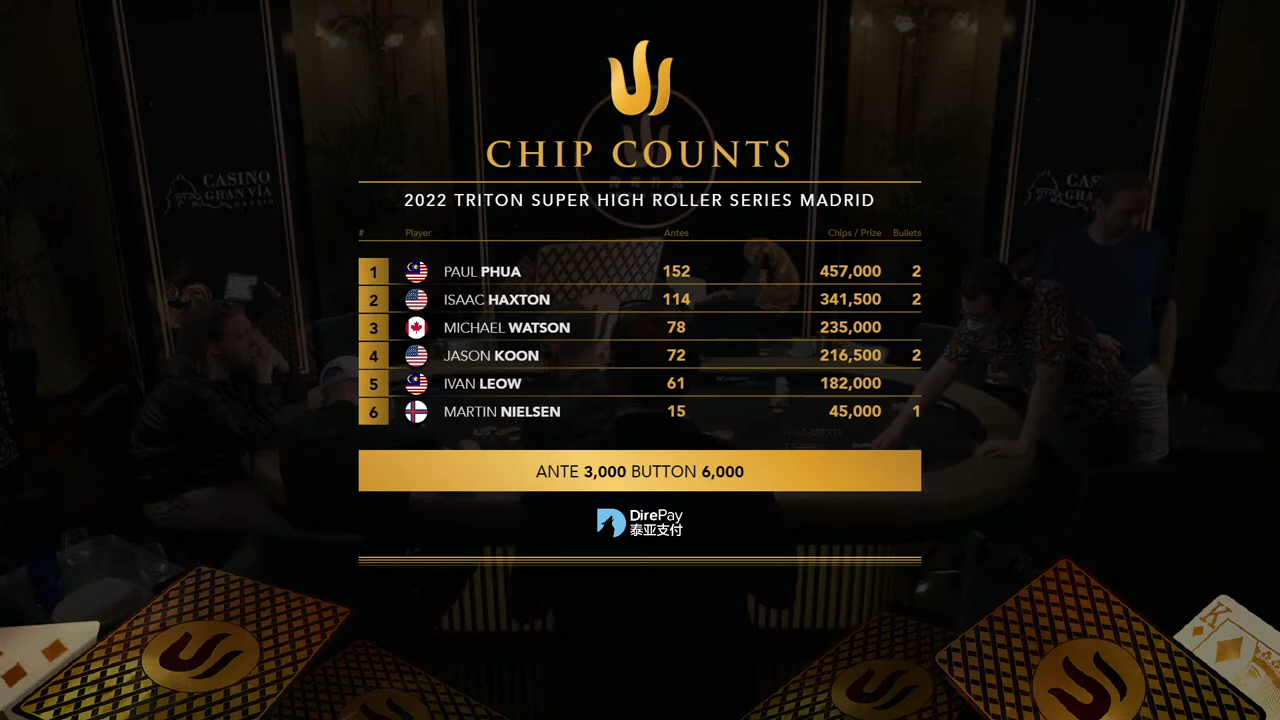 CHIP COUNTS
2022 TRITON SUPER HIGH ROLLER SERIES MADRID
# Player Antes Chips / Prize Bullets
1 PAUL PHUA 152 457,000 2
2 ISAAC HAXTON 114 341,500 2
3 MICHAEL WATSON 78 235,000
4 JASON KOON 72 216,500 2
5 IVAN LEOW 61 182,000
6 MARTIN NIELSEN 15 45,000 1
ANTE 3,000 BUTTON 6,000
DirePay
泰亚支付
CASINO
GRAN VÍA
MADRID
CAS
GRA
K